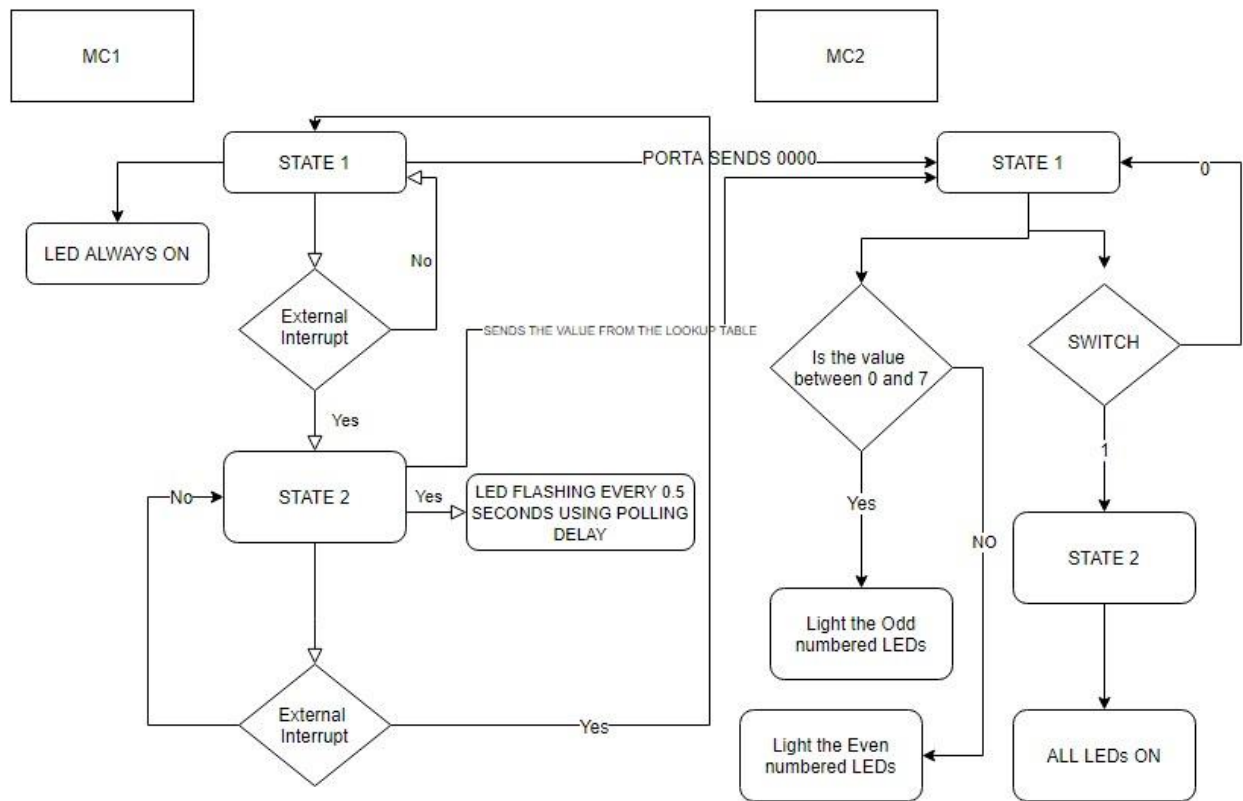 MC1
MC2
STATE 1
PORTA SENDS 0000
STATE 1
0
LED ALWAYS ON
No
External
Interrupt
SENDS THE VALUE FROM THE LOOKUP TABLE
Is the value
between 0 and 7
SWITCH
Yes
1
STATE 2
No
Yes
LED FLASHING EVERY 0.5
SECONDS USING POLLING
DELAY
Yes
NO
STATE 2
Light the Odd
numbered LEDs
External
Interrupt
Yes
Light the Even
numbered LEDs
ALL LEDs ON